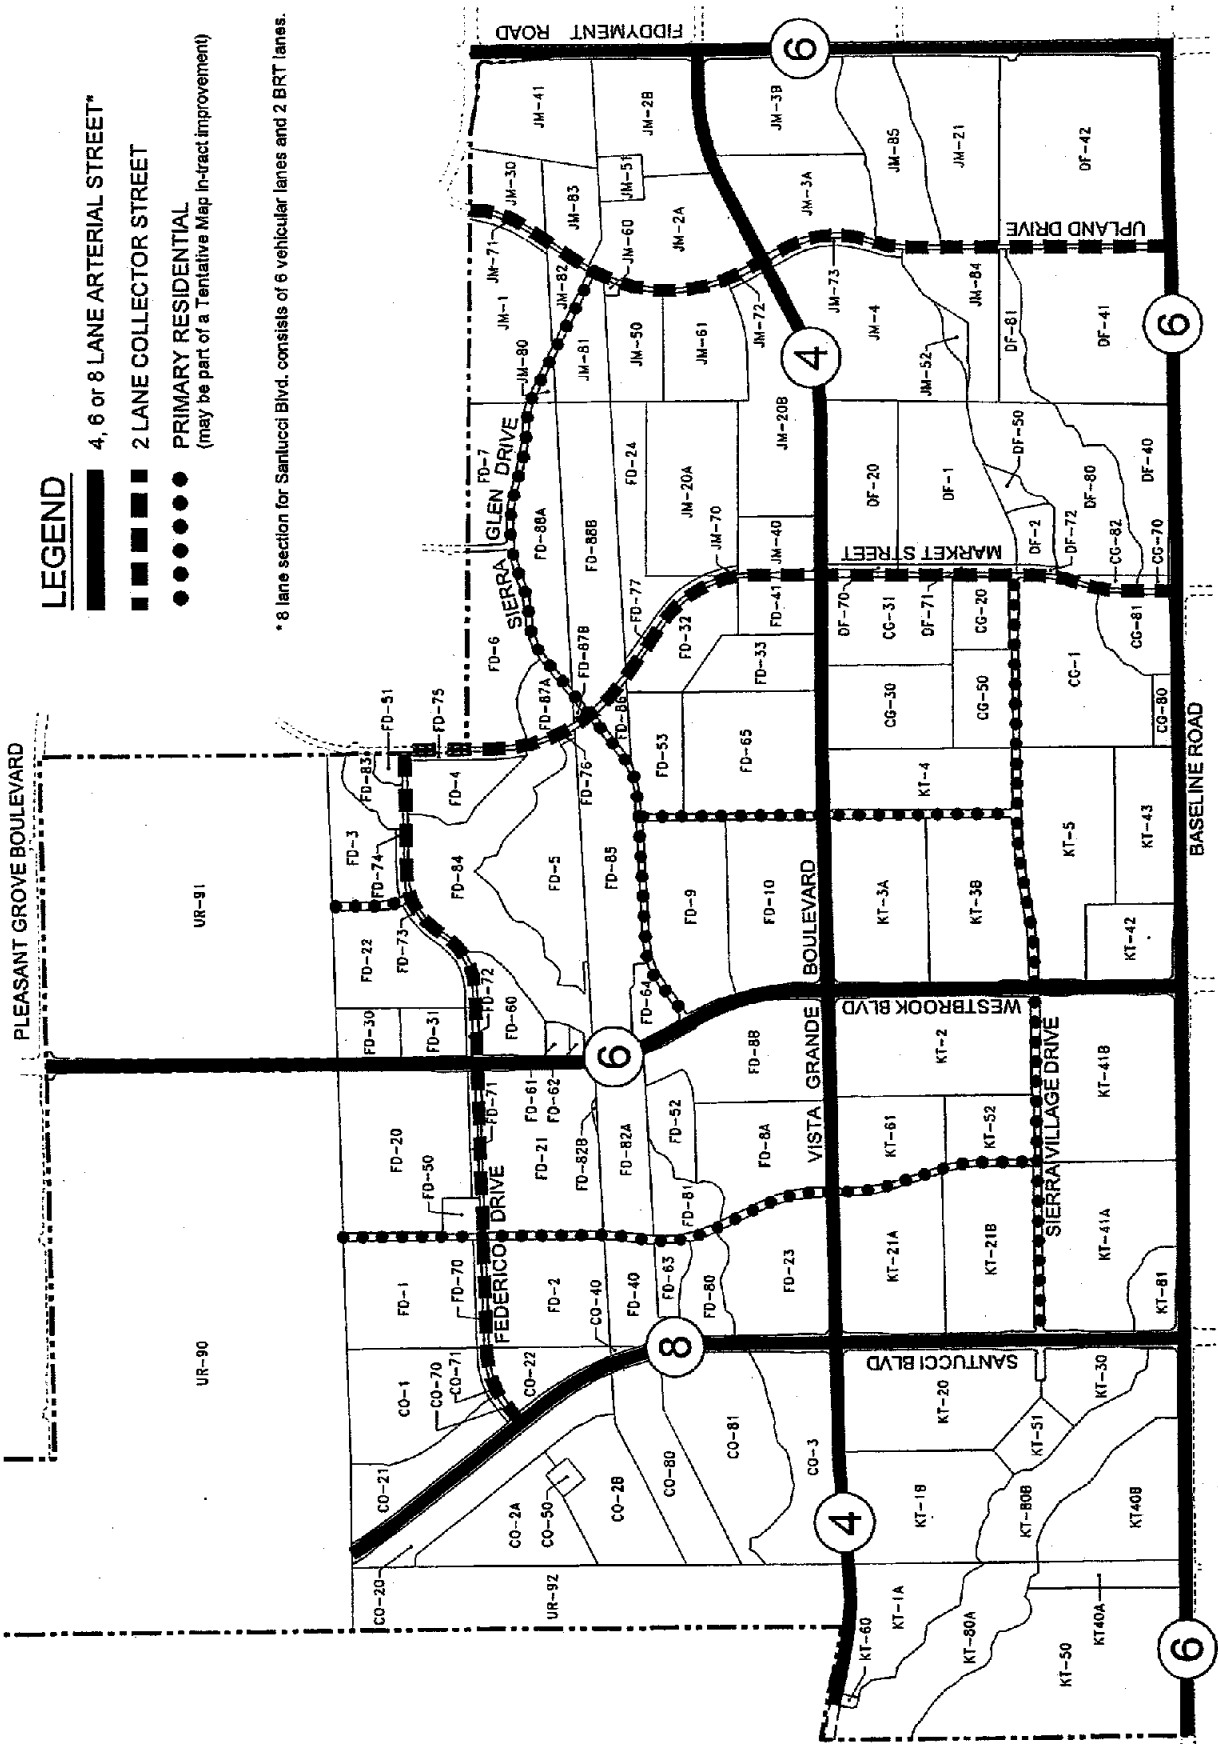 LEGEND
4, 6 or 8 LANE ARTERIAL STREET*
2 LANE COLLECTOR STREET
PRIMARY RESIDENTIAL
(may be part of a Tentative Map in-tract improvement)
* 8 lane section for Santucci Blvd. consists of 6 vehicular lanes and 2 BRT lanes.
PLEASANT GROVE BOULEVARD
UR-90
UR-91
FIDDYMENT ROAD
CO-20
CO-21
CO-1
CO-70
CO-71
CO-22
FD-1
FD-70
FD-50
FD-20
FD-71
FEDERICO DRIVE
FD-30
FD-31
FD-22
FD-73
FD-72
FD-60
FD-3
FD-74
FD-83
FD-51
FD-75
FD-4
FD-84
FD-5
FD-6
SIERRA GLEN DRIVE
FD-7
JM-1
JM-71
JM-30
JM-41
UR-92
CO-2A
CO-50
CO-2B
CO-80
CO-81
CO-3
CO-40
8
FD-2
FD-40
FD-63
FD-80
FD-23
FD-21
FD-61
FD-62
FD-82B
FD-82A
FD-81
FD-52
FD-8A
FD-8B
6
FD-64
FD-85
FD-76
FD-87A
FD-87B
FD-86
FD-77
FD-88A
FD-88B
FD-9
FD-10
FD-53
FD-65
FD-32
FD-33
FD-41
FD-24
JM-80
JM-81
JM-82
JM-83
JM-60
JM-51
JM-2B
JM-2A
JM-50
JM-61
JM-72
JM-20A
JM-20B
JM-70
JM-40
JM-3A
JM-3B
6
4
VISTA GRANDE BOULEVARD
4
KT-60
KT-1A
KT-80A
KT-50
KT40A
KT-1B
KT-80B
KT40B
KT-20
KT-51
KT-30
SANTUCCI BLVD
KT-21A
KT-21B
KT-41A
KT-81
KT-61
KT-52
KT-2
SIERRA VILLAGE DRIVE
KT-41B
WESTBROOK BLVD
KT-3A
KT-3B
KT-42
KT-43
KT-5
KT-4
CG-30
CG-31
CG-50
CG-20
CG-1
CG-80
CG-81
CG-82
CG-70
DF-70
DF-71
DF-72
MARKET STREET
DF-20
DF-1
DF-2
DF-50
DF-80
DF-40
JM-73
JM-4
JM-52
JM-84
DF-81
DF-41
UPLAND DRIVE
JM-85
JM-21
DF-42
6
BASELINE ROAD
6